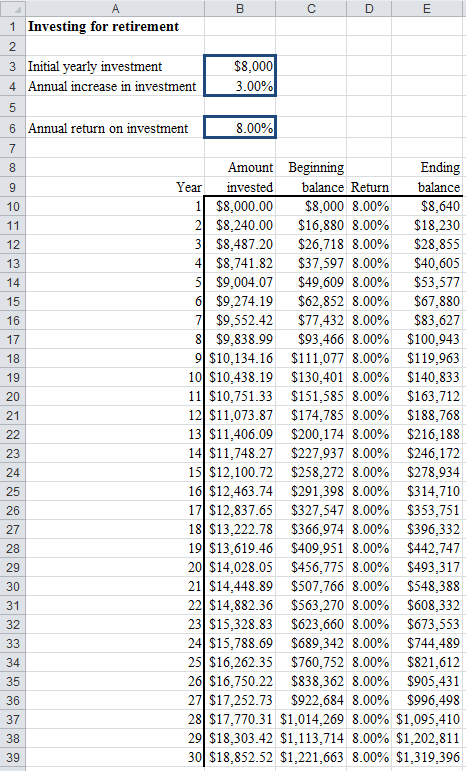 A B C D E
1 Investing for retirement
2
3 Initial yearly investment $8,000
4 Annual increase in investment 3.00%
5
6 Annual return on investment 8.00%
7
8 Amount Beginning Ending
9 Year invested balance Return balance
10 1 $8,000.00 $8,000 8.00% $8,640
11 2 $8,240.00 $16,880 8.00% $18,230
12 3 $8,487.20 $26,718 8.00% $28,855
13 4 $8,741.82 $37,597 8.00% $40,605
14 5 $9,004.07 $49,609 8.00% $53,577
15 6 $9,274.19 $62,852 8.00% $67,880
16 7 $9,552.42 $77,432 8.00% $83,627
17 8 $9,838.99 $93,466 8.00% $100,943
18 9 $10,134.16 $111,077 8.00% $119,963
19 10 $10,438.19 $130,401 8.00% $140,833
20 11 $10,751.33 $151,585 8.00% $163,712
21 12 $11,073.87 $174,785 8.00% $188,768
22 13 $11,406.09 $200,174 8.00% $216,188
23 14 $11,748.27 $227,937 8.00% $246,172
24 15 $12,100.72 $258,272 8.00% $278,934
25 16 $12,463.74 $291,398 8.00% $314,710
26 17 $12,837.65 $327,547 8.00% $353,751
27 18 $13,222.78 $366,974 8.00% $396,332
28 19 $13,619.46 $409,951 8.00% $442,747
29 20 $14,028.05 $456,775 8.00% $493,317
30 21 $14,448.89 $507,766 8.00% $548,388
31 22 $14,882.36 $563,270 8.00% $608,332
32 23 $15,328.83 $623,660 8.00% $673,553
33 24 $15,788.69 $689,342 8.00% $744,489
34 25 $16,262.35 $760,752 8.00% $821,612
35 26 $16,750.22 $838,362 8.00% $905,431
36 27 $17,252.73 $922,684 8.00% $996,498
37 28 $17,770.31 $1,014,269 8.00% $1,095,410
38 29 $18,303.42 $1,113,714 8.00% $1,202,811
39 30 $18,852.52 $1,221,663 8.00% $1,319,396